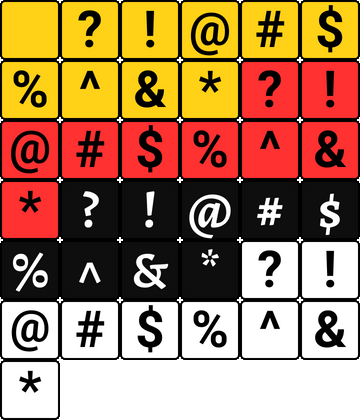 ? ! @ # $
% ^ & * ? !
@ # $ % ^ &
* ? ! @ # $
% ^ & * ? !
@ # $ % ^ &
*